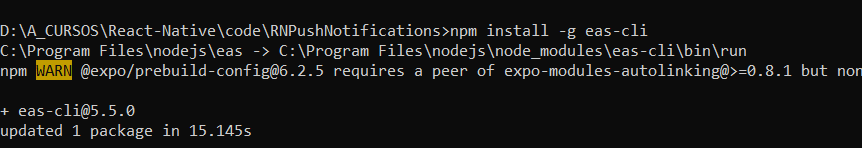 D:\A_CURSOS\React-Native\code\RNPushNotifications>npm install -g eas-cli
C:\Program Files\nodejs\eas -> C:\Program Files\nodejs\node_modules\eas-cli\bin\run
npm WARN @expo/prebuild-config@6.2.5 requires a peer of expo-modules-autolinking@>=0.8.1 but non
+ eas-cli@5.5.0
updated 1 package in 15.145s